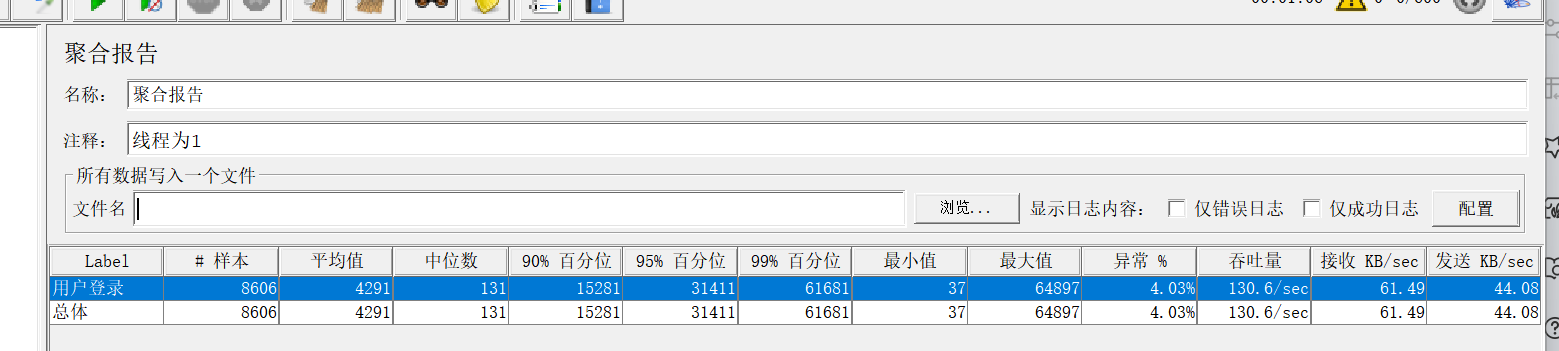 聚合报告
名称： 聚合报告
注释： 线程为1
所有数据写入一个文件
文件名 浏览... 显示日志内容： 仅错误日志 仅成功日志 配置
Label # 样本 平均值 中位数 90% 百分位 95% 百分位 99% 百分位 最小值 最大值 异常 % 吞吐量 接收 KB/sec 发送 KB/sec
用户登录 8606 4291 131 15281 31411 61681 37 64897 4.03% 130.6/sec 61.49 44.08
总体 8606 4291 131 15281 31411 61681 37 64897 4.03% 130.6/sec 61.49 44.08